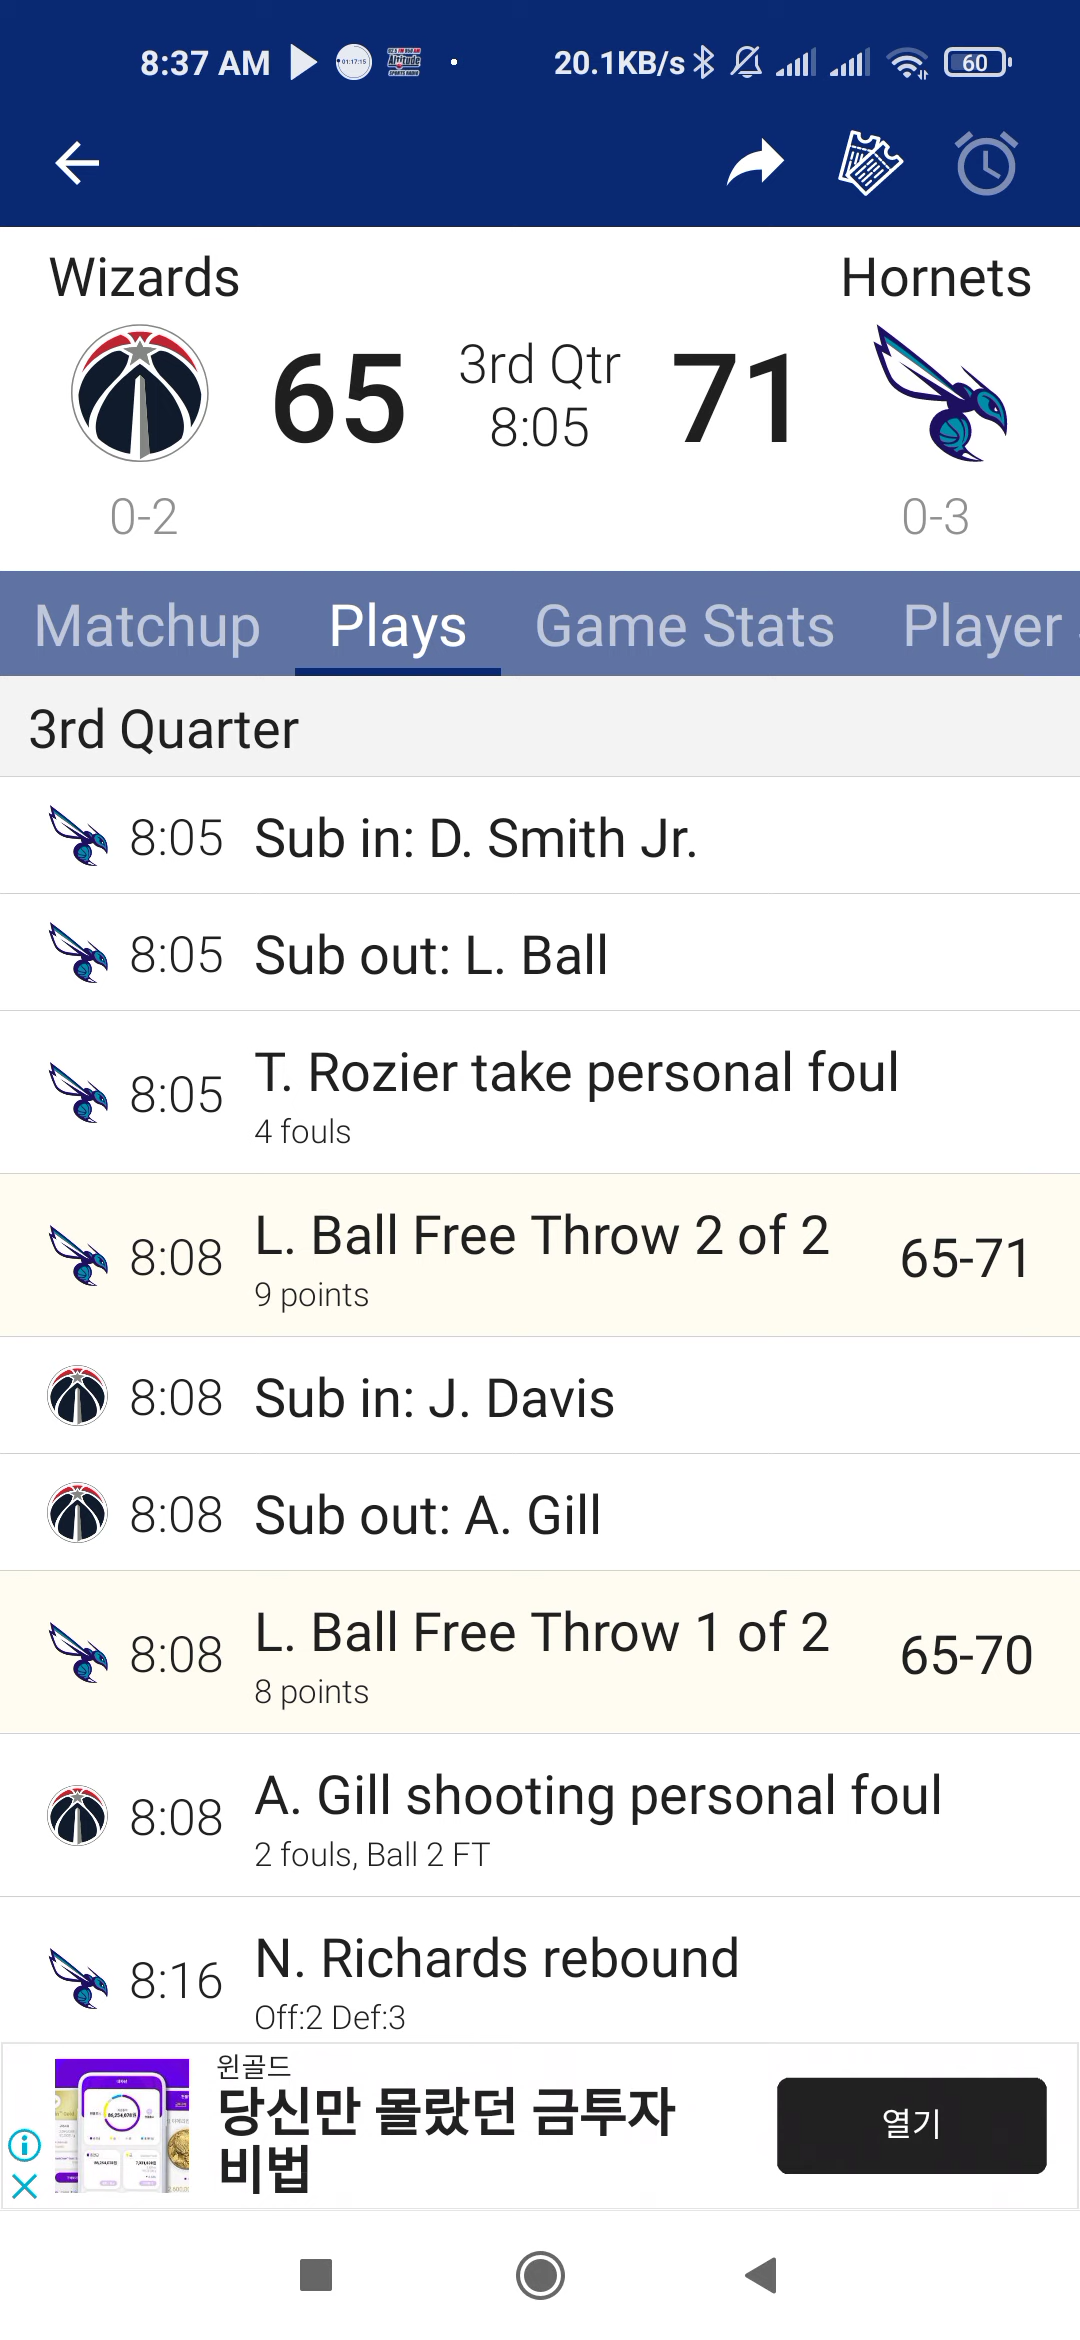 8:37 AM
20.1KB/s
60
Wizards
Hornets
65
3rd Qtr
8:05
71
0-2
0-3
Matchup
Plays
Game Stats
Player
3rd Quarter
8:05 Sub in: D. Smith Jr.
8:05 Sub out: L. Ball
8:05 T. Rozier take personal foul
4 fouls
8:08 L. Ball Free Throw 2 of 2 65-71
9 points
8:08 Sub in: J. Davis
8:08 Sub out: A. Gill
8:08 L. Ball Free Throw 1 of 2 65-70
8 points
8:08 A. Gill shooting personal foul
2 fouls, Ball 2 FT
8:16 N. Richards rebound
Off:2 Def:3
윈골드
당신만 몰랐던 금투자
비법
열기